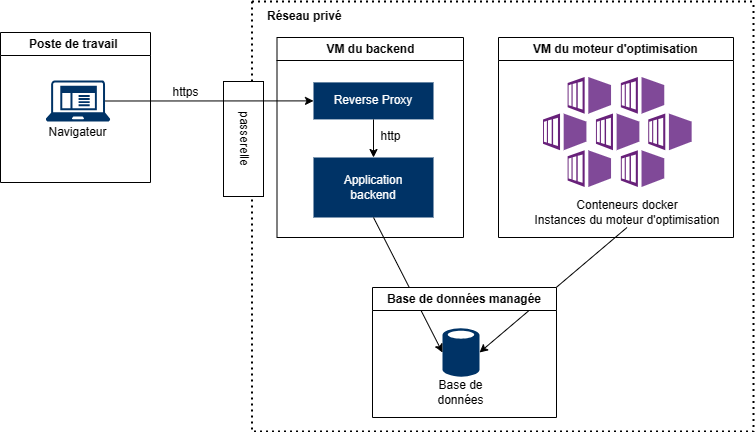 Réseau privé
Poste de travail
VM du backend
VM du moteur d'optimisation
https
Reverse Proxy
Navigateur
passerelle
http
Application
backend
Conteneurs docker
Instances du moteur d'optimisation
Base de données managée
Base de
données